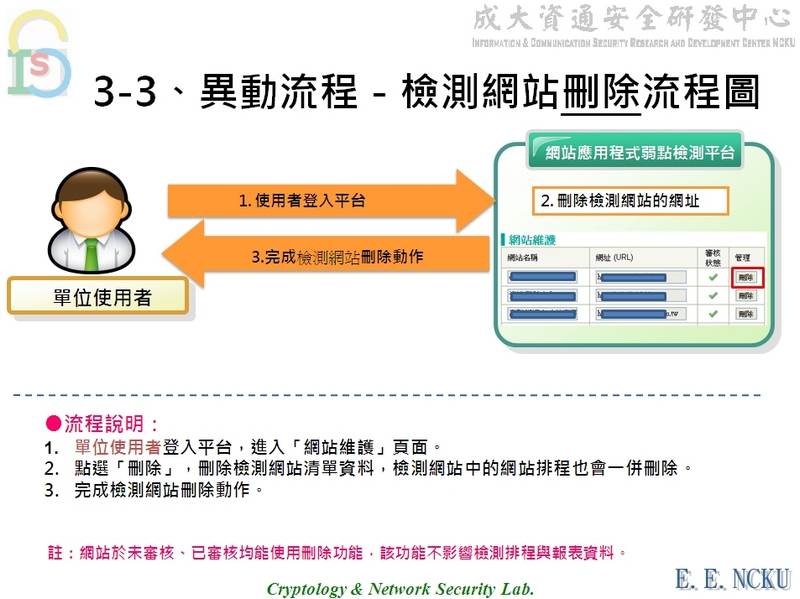 成大資通安全研發中心
INFORMATION & COMMUNICATION SECURITY RESEARCH AND DEVELOPMENT CENTER NCKU
ISC
3-3、異動流程 - 檢測網站刪除流程圖
網站應用程式弱點檢測平台
1. 使用者登入平台
2. 刪除檢測網站的網址
3.完成檢測網站刪除動作
單位使用者
網站維護
網站名稱 網址 (URL) 審核狀態 管理
刪除
刪除
.tw 刪除
●流程說明：
1. 單位使用者登入平台，進入「網站維護」頁面。
2. 點選「刪除」，刪除檢測網站清單資料，檢測網站中的網站排程也會一併刪除。
3. 完成檢測網站刪除動作。
註：網站於未審核、已審核均能使用刪除功能，該功能不影響檢測排程與報表資料。
Cryptology & Network Security Lab.
E. E. NCKU